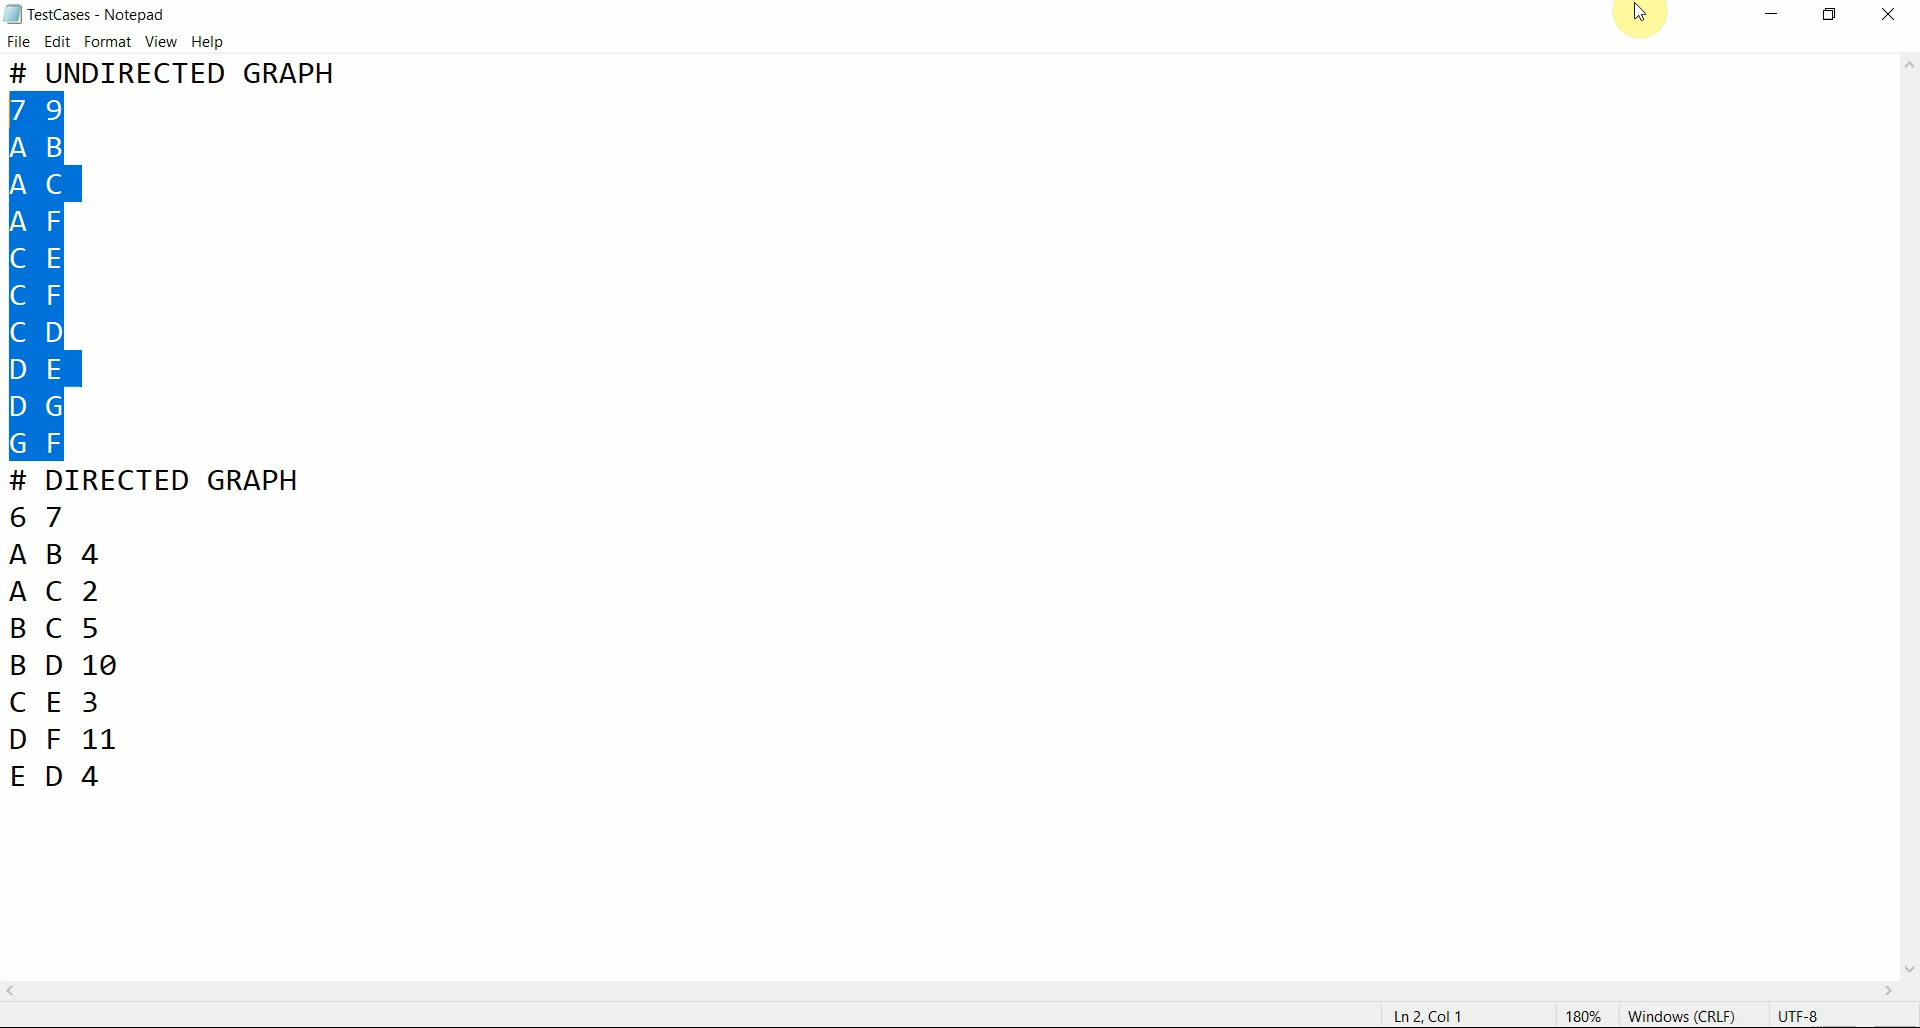 TestCases - Notepad
File Edit Format View Help
# UNDIRECTED GRAPH
7 9
A B
A C
A F
C E
C F
C D
D E
D G
G F
# DIRECTED GRAPH
6 7
A B 4
A C 2
B C 5
B D 10
C E 3
D F 11
E D 4
Ln 2, Col 1 180% Windows (CRLF) UTF-8